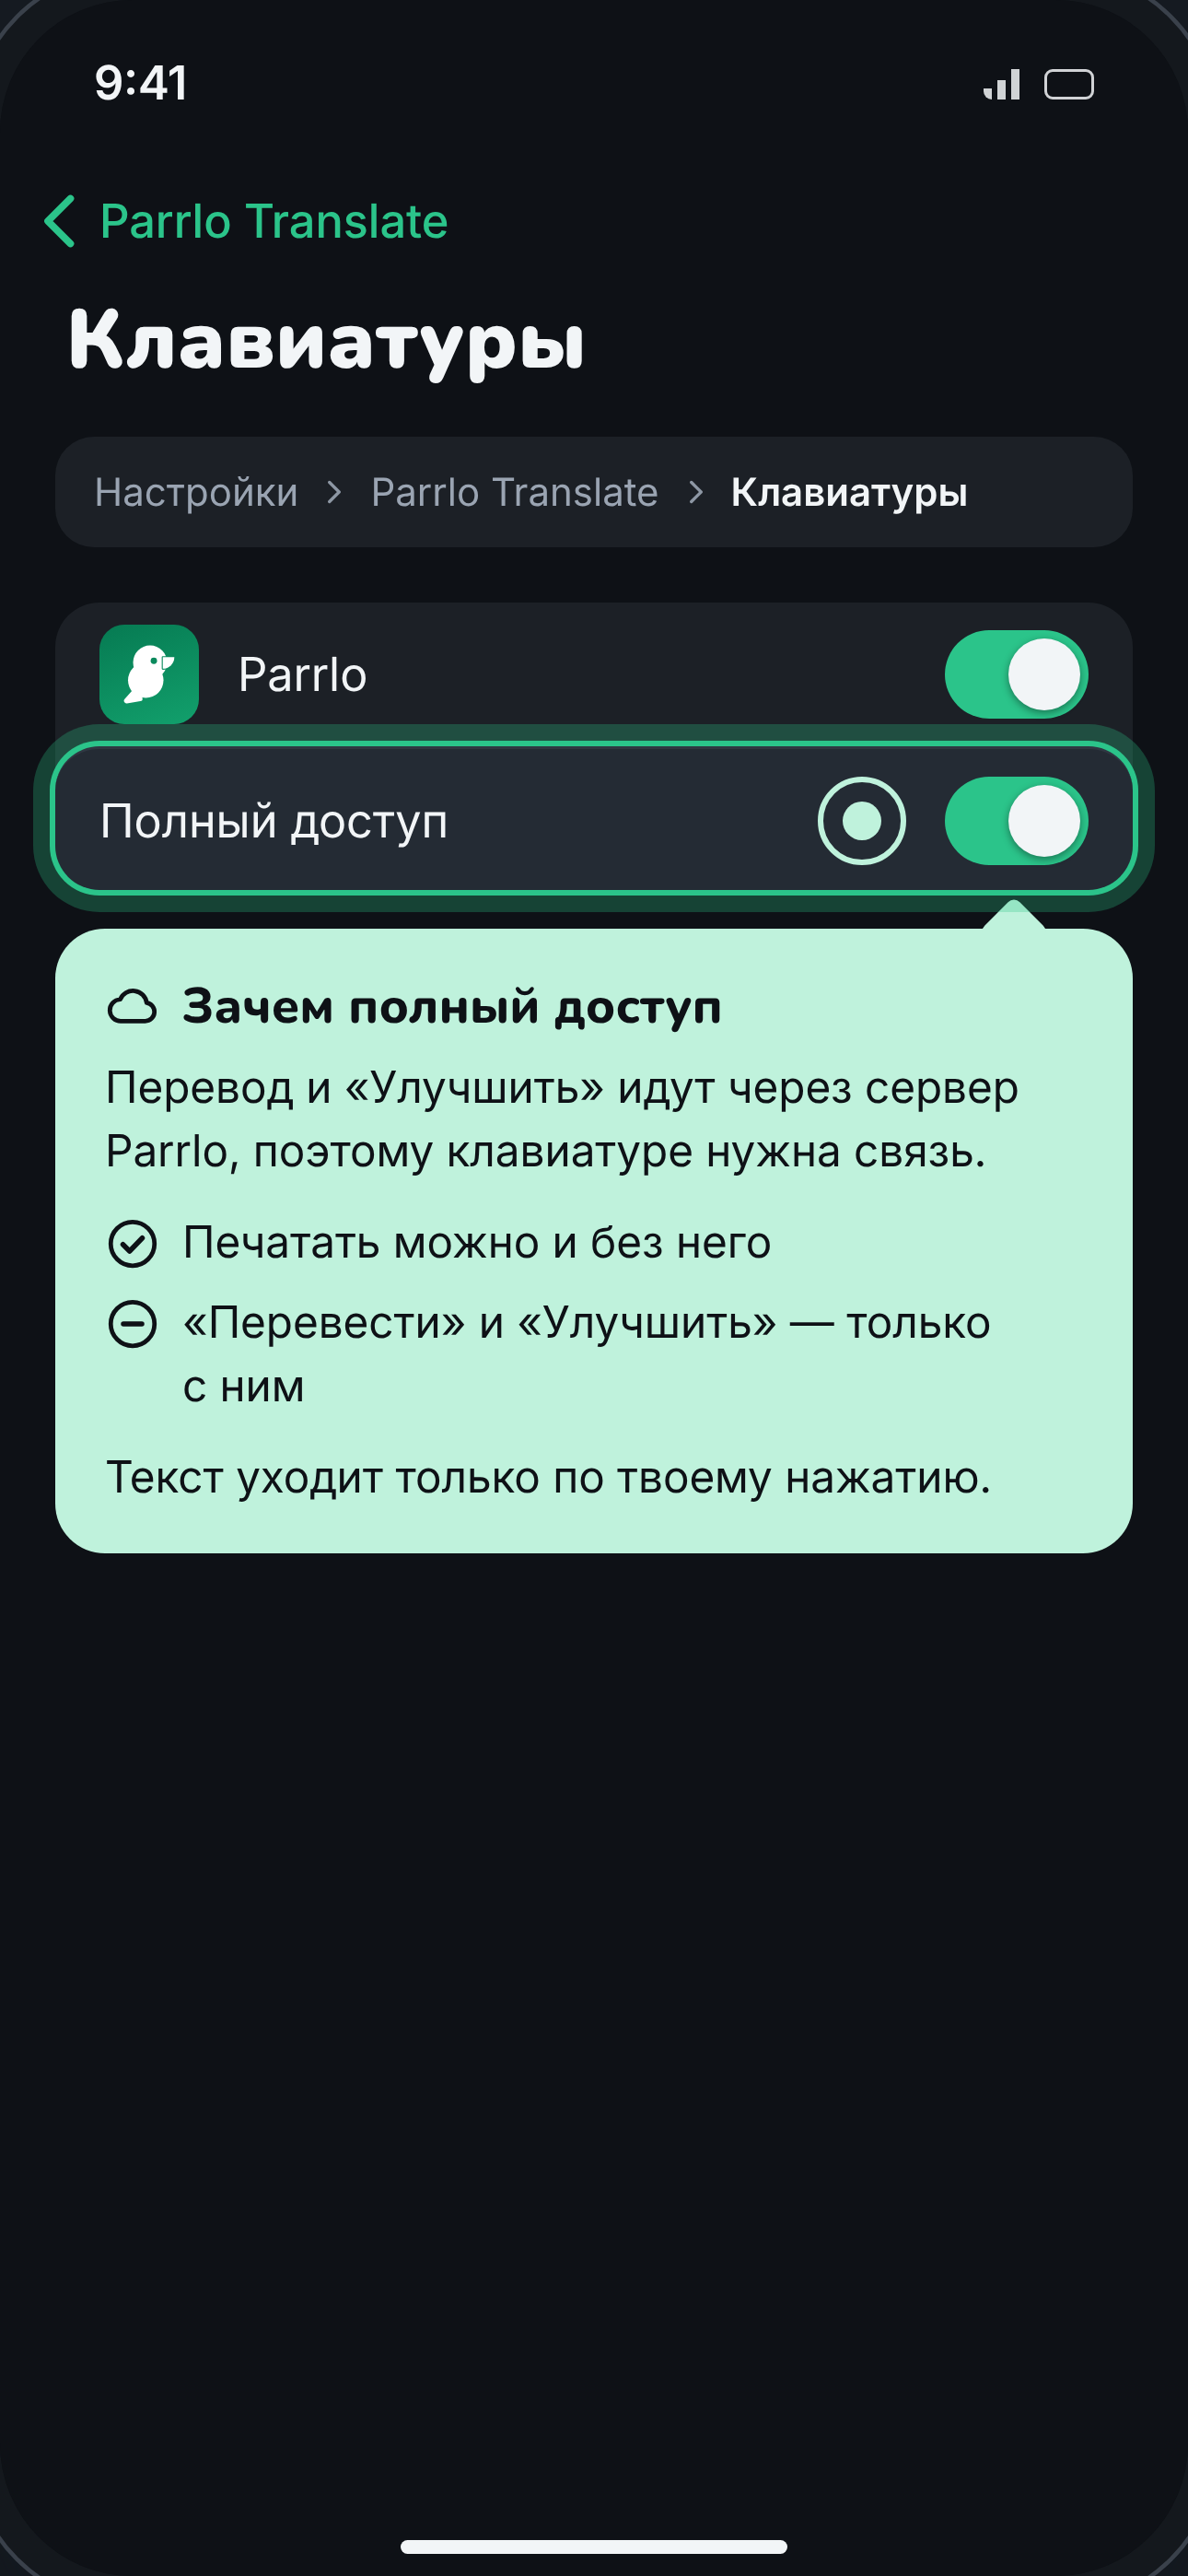 9:41
Parrlo Translate
Клавиатуры
Настройки > Parrlo Translate > Клавиатуры
Parrlo
Полный доступ
Зачем полный доступ
Перевод и «Улучшить» идут через сервер
Parrlo, поэтому клавиатуре нужна связь.
Печатать можно и без него
«Перевести» и «Улучшить» — только
с ним
Текст уходит только по твоему нажатию.